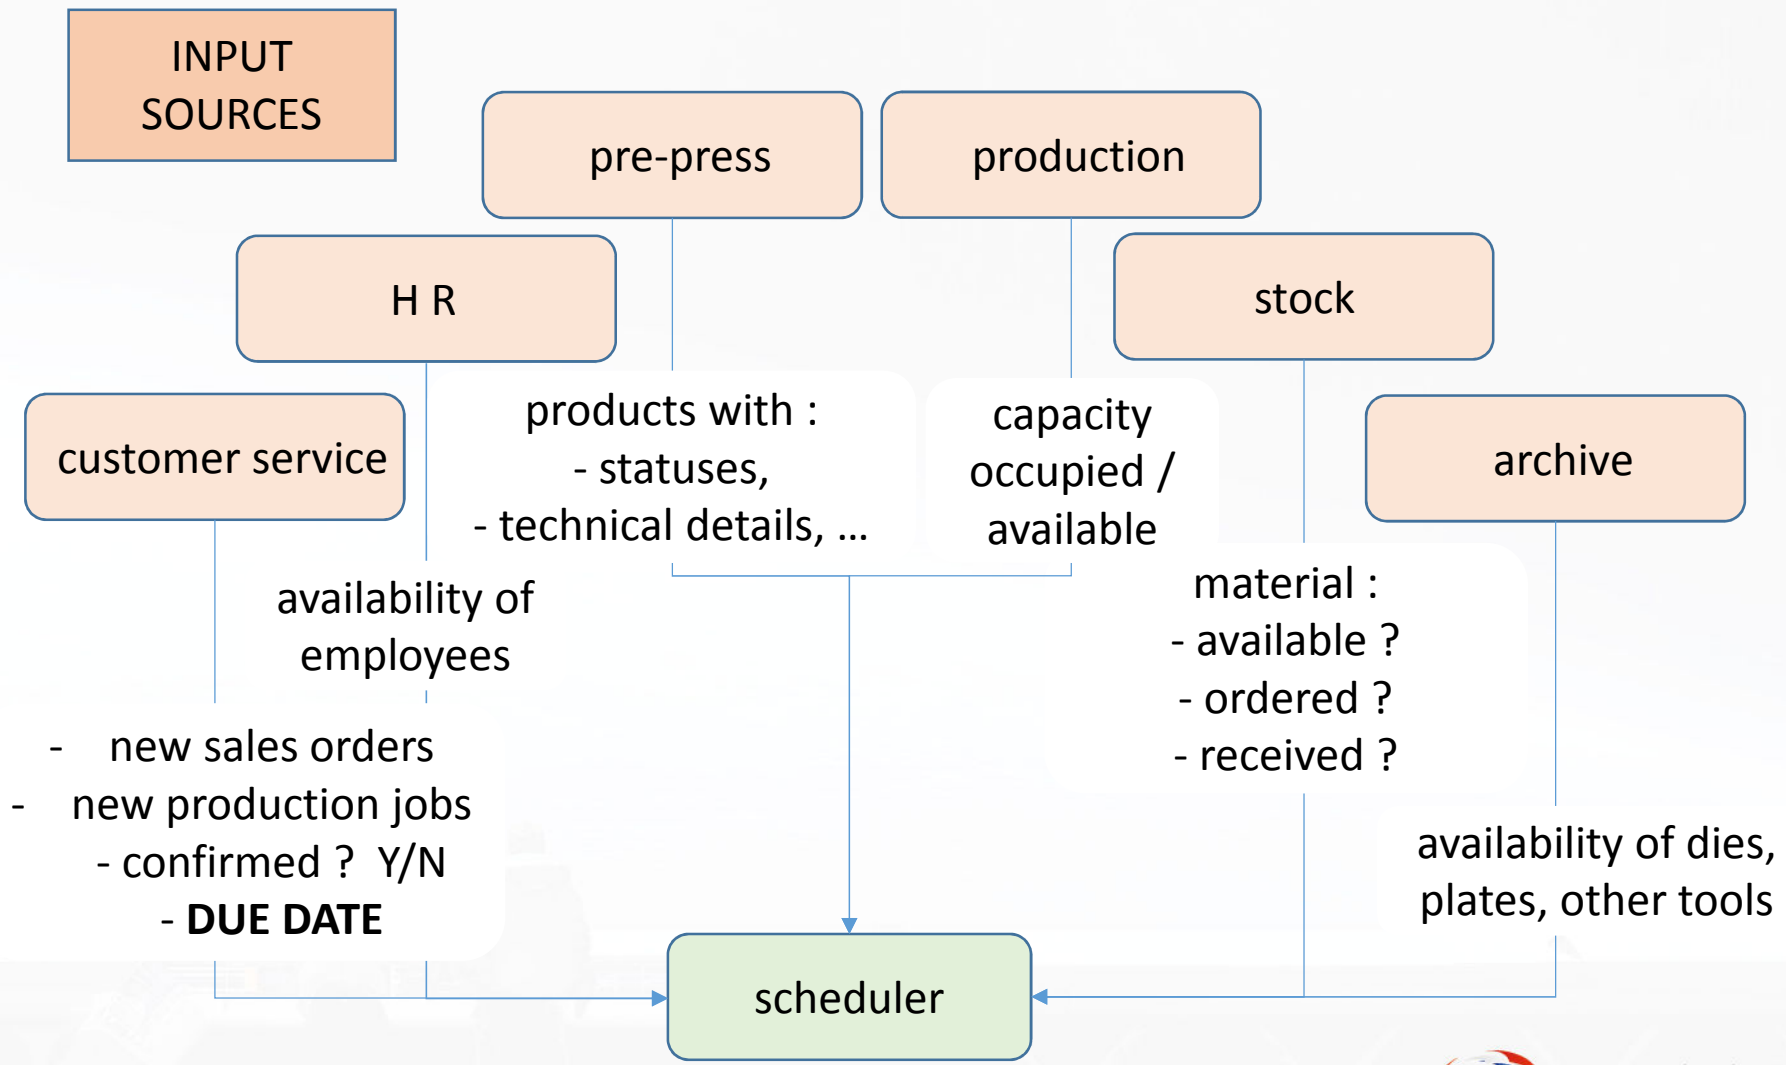 INPUT
SOURCES
pre-press
production
H R
stock
customer service
products with :
- statuses,
- technical details, ...
capacity
occupied /
available
archive
availability of
employees
material :
- available ?
- ordered ?
- received ?
- new sales orders
- new production jobs
- confirmed ? Y/N
- DUE DATE
availability of dies,
plates, other tools
scheduler